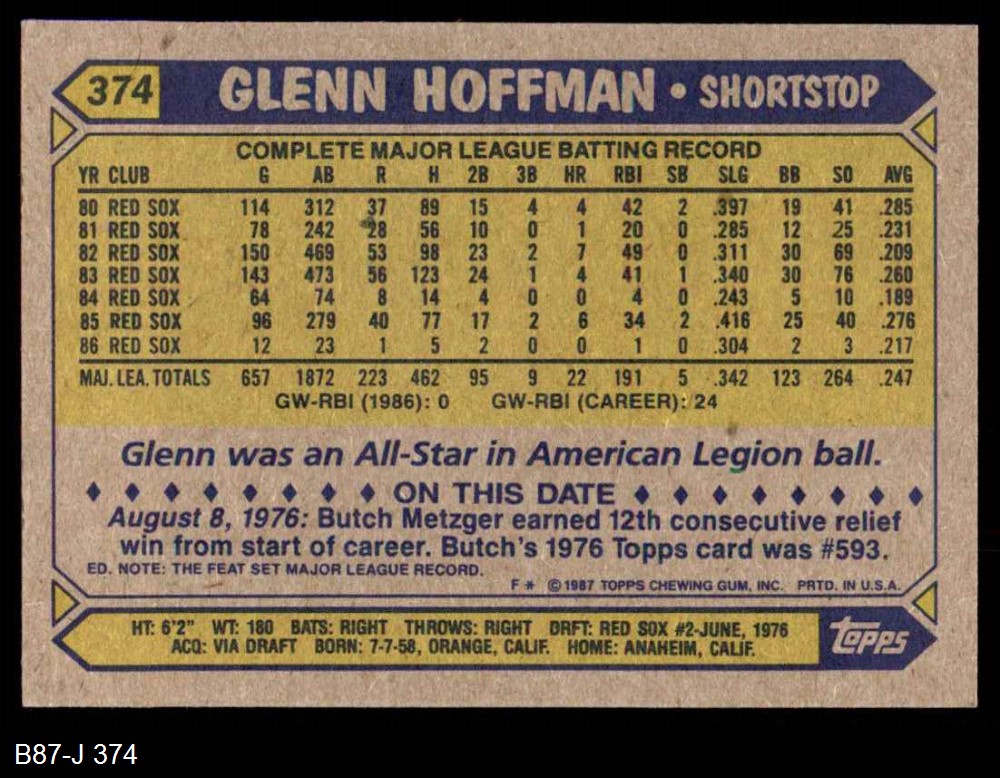 374 GLENN HOFFMAN • SHORTSTOP
COMPLETE MAJOR LEAGUE BATTING RECORD
YR CLUB G AB R H 2B 3B HR RBI SB SLG BB SO AVG
80 RED SOX 114 312 37 89 15 4 4 42 2 .397 19 41 .285
81 RED SOX 78 242 28 56 10 0 1 20 0 .285 12 25 .231
82 RED SOX 150 469 53 98 23 2 7 49 0 .311 30 69 .209
83 RED SOX 143 473 56 123 24 1 4 41 1 .340 30 76 .260
84 RED SOX 64 74 8 14 4 0 0 4 0 .243 5 10 .189
85 RED SOX 96 279 40 77 17 2 6 34 2 .416 25 40 .276
86 RED SOX 12 23 1 5 2 0 0 1 0 .304 2 3 .217
MAJ. LEA. TOTALS 657 1872 223 462 95 9 22 191 5 .342 123 264 .247
GW-RBI (1986): 0 GW-RBI (CAREER): 24
Glenn was an All-Star in American Legion ball.
♦ ♦ ♦ ♦ ♦ ♦ ♦ ♦ ON THIS DATE ♦ ♦ ♦ ♦ ♦ ♦ ♦ ♦
August 8, 1976: Butch Metzger earned 12th consecutive relief
win from start of career. Butch's 1976 Topps card was #593.
ED. NOTE: THE FEAT SET MAJOR LEAGUE RECORD.
F* © 1987 TOPPS CHEWING GUM, INC. PRTD. IN U.S.A.
HT: 6'2" WT: 180 BATS: RIGHT THROWS: RIGHT DRFT: RED SOX #2-JUNE, 1976
ACQ: VIA DRAFT BORN: 7-7-58, ORANGE, CALIF. HOME: ANAHEIM, CALIF.
topps
B87-J 374